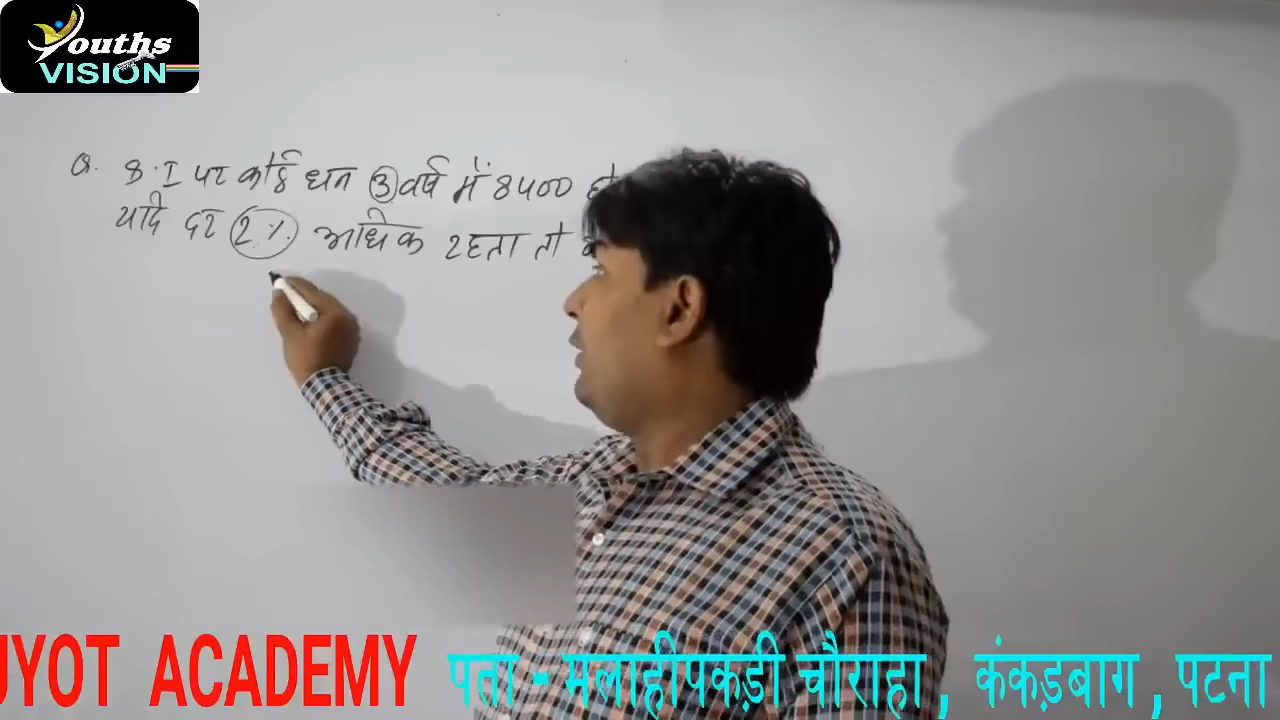 Youths
VISION
Q. S.I पर कोई धन ③ वर्ष में 8400
यदि दर 2% अधिक रहता तो
JYOT ACADEMY पता - मलाहीपकड़ी चौराहा , कंकड़बाग , पटना